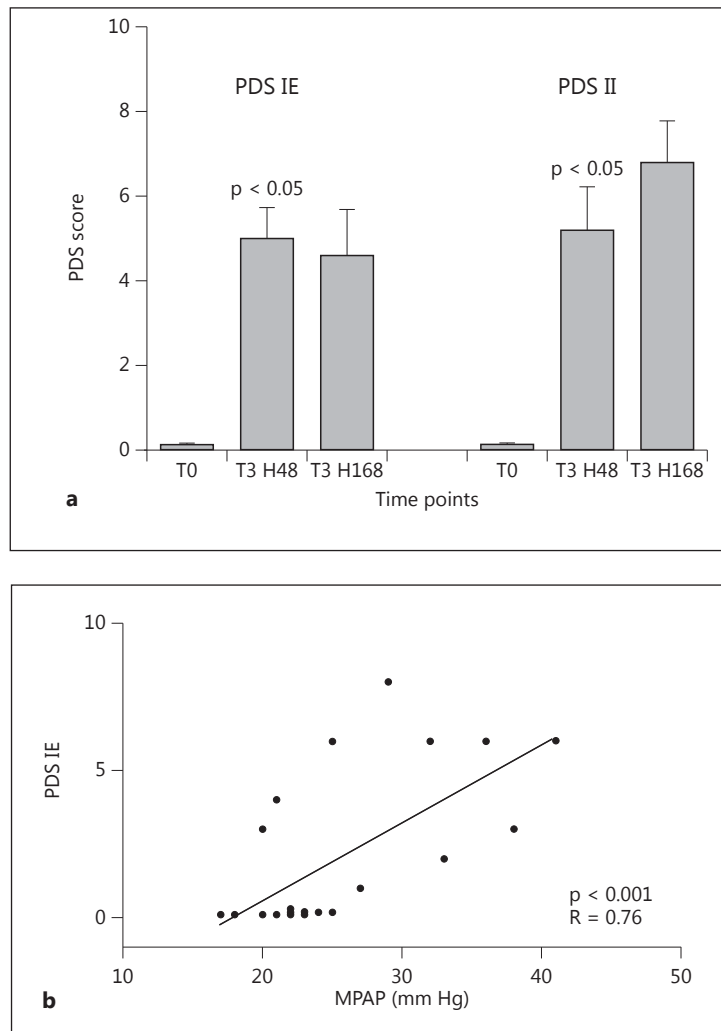 10
PDS IE PDS II
8
p < 0.05 p < 0.05
6
PDS score
4
2
0
T0 T3 H48 T3 H168 T0 T3 H48 T3 H168
a Time points
10
PDS IE
5
p < 0.001
0
R = 0.76
10 20 30 40 50
b MPAP (mm Hg)